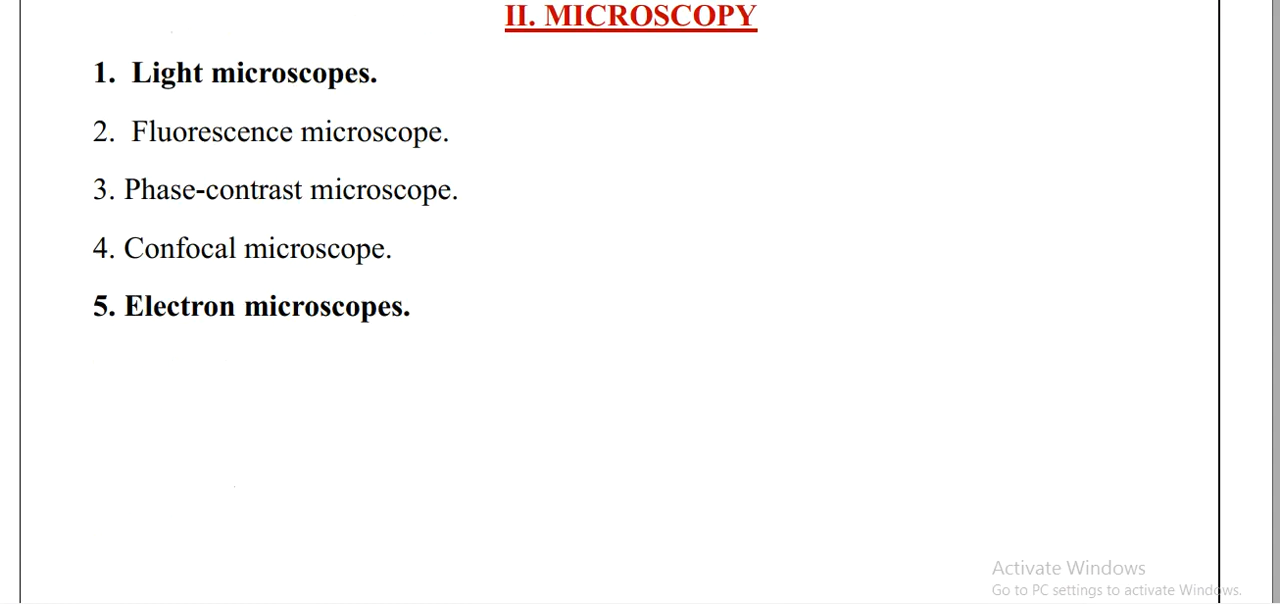 II. MICROSCOPY
1. Light microscopes.
2. Fluorescence microscope.
3. Phase-contrast microscope.
4. Confocal microscope.
5. Electron microscopes.
Activate Windows
Go to PC settings to activate Windows.